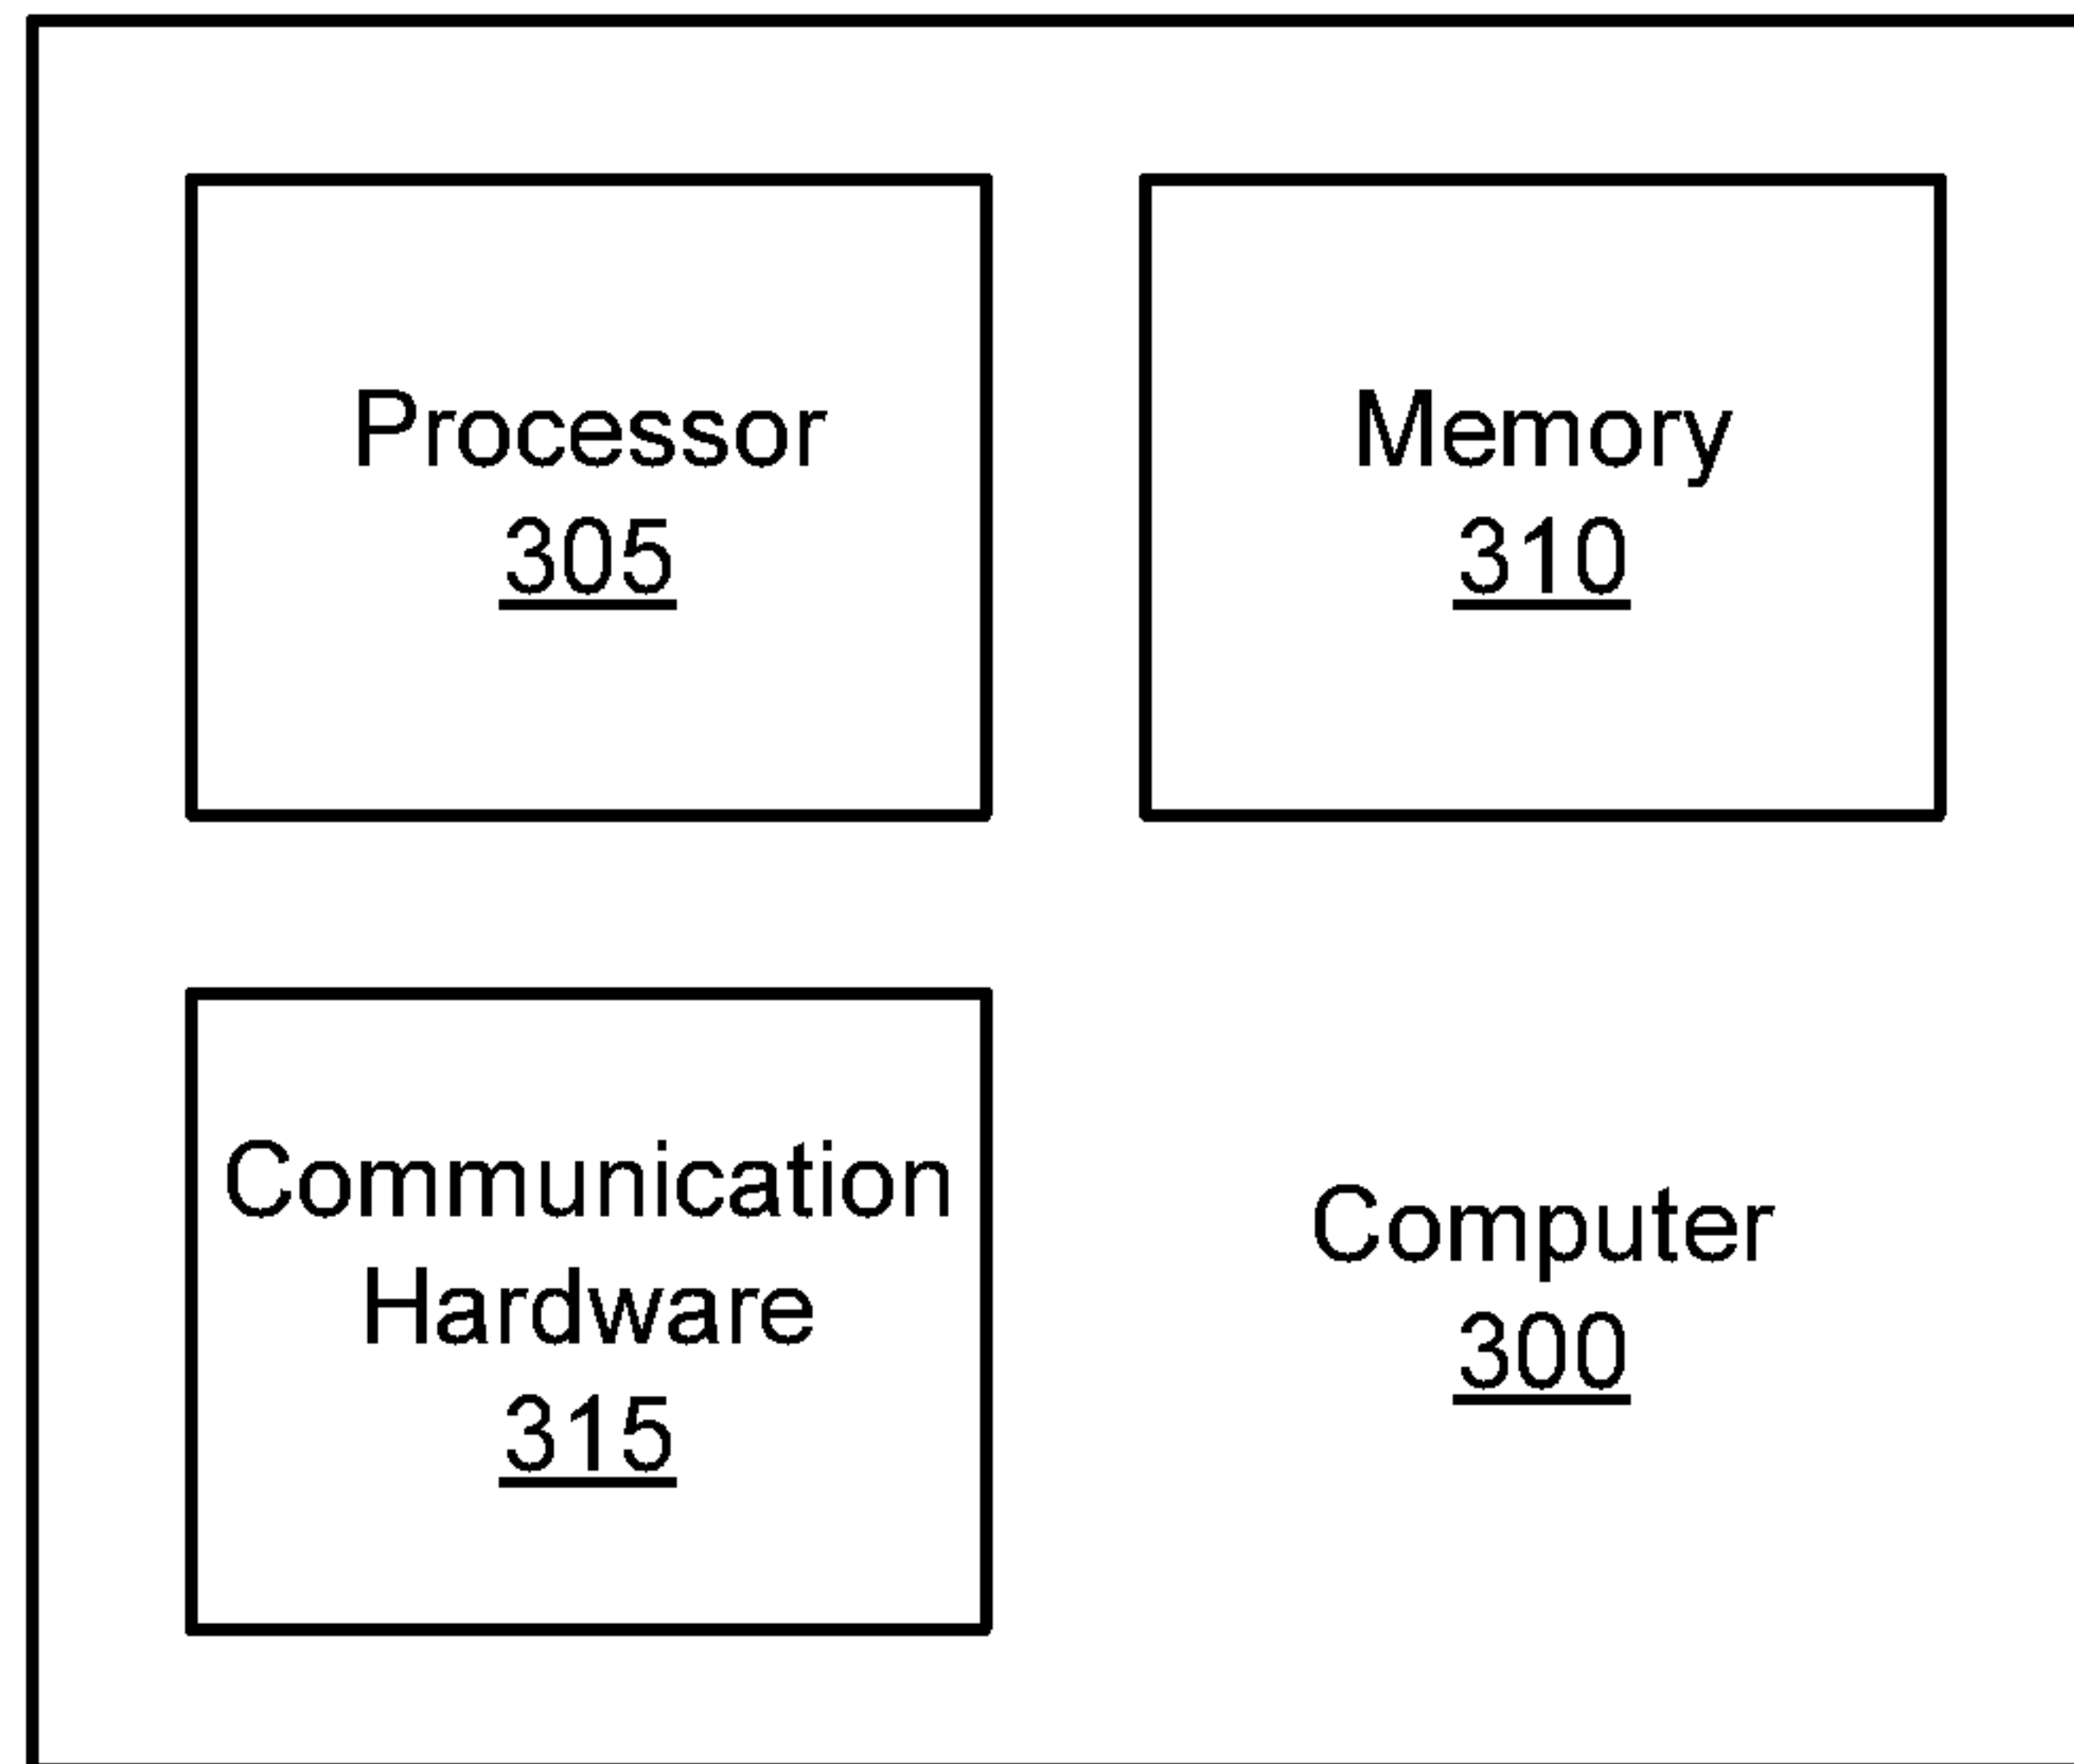 Processor
305
Memory
310
Communication
Hardware
315
Computer
300